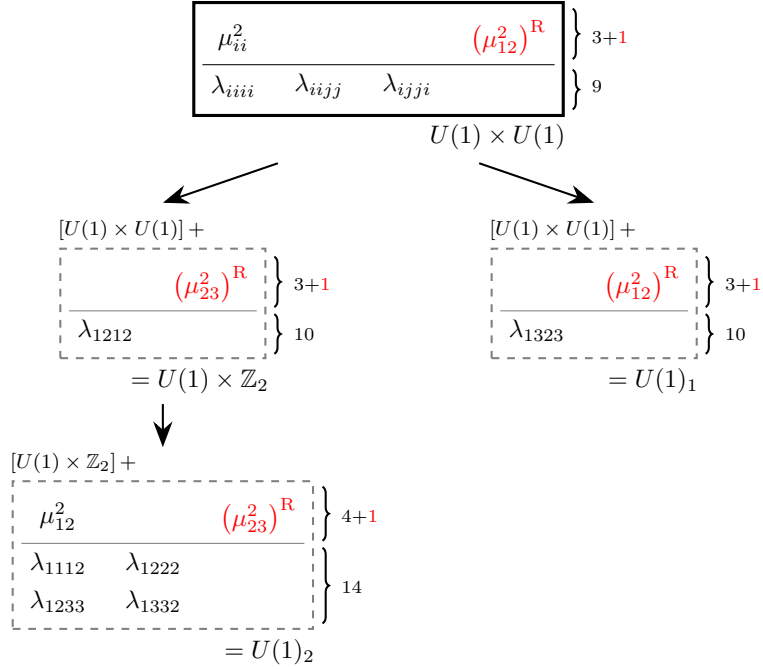 μ²ᵢᵢ (μ²₁₂)ᴿ 3+1
λᵢᵢᵢᵢ λᵢᵢⱼⱼ λᵢⱼⱼᵢ 9
U(1) × U(1)
[U(1) × U(1)] + [U(1) × U(1)] +
(μ²₂₃)ᴿ 3+1 (μ²₁₂)ᴿ 3+1
λ₁₂₁₂ 10 λ₁₃₂₃ 10
= U(1) × ℤ₂ = U(1)₁
[U(1) × ℤ₂] +
μ²₁₂ (μ²₂₃)ᴿ 4+1
λ₁₁₁₂ λ₁₂₂₂
14
λ₁₂₃₃ λ₁₃₃₂
= U(1)₂